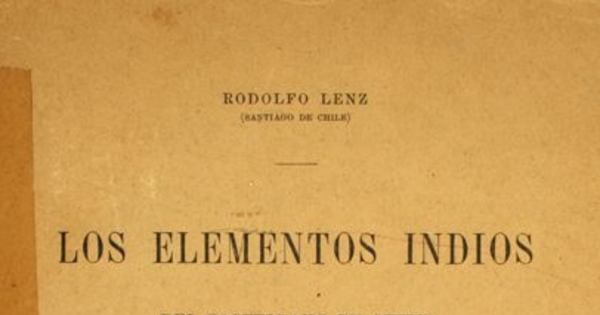 RODOLFO LENZ
(SANTIAGO DE CHILE)
LOS ELEMENTOS INDIOS